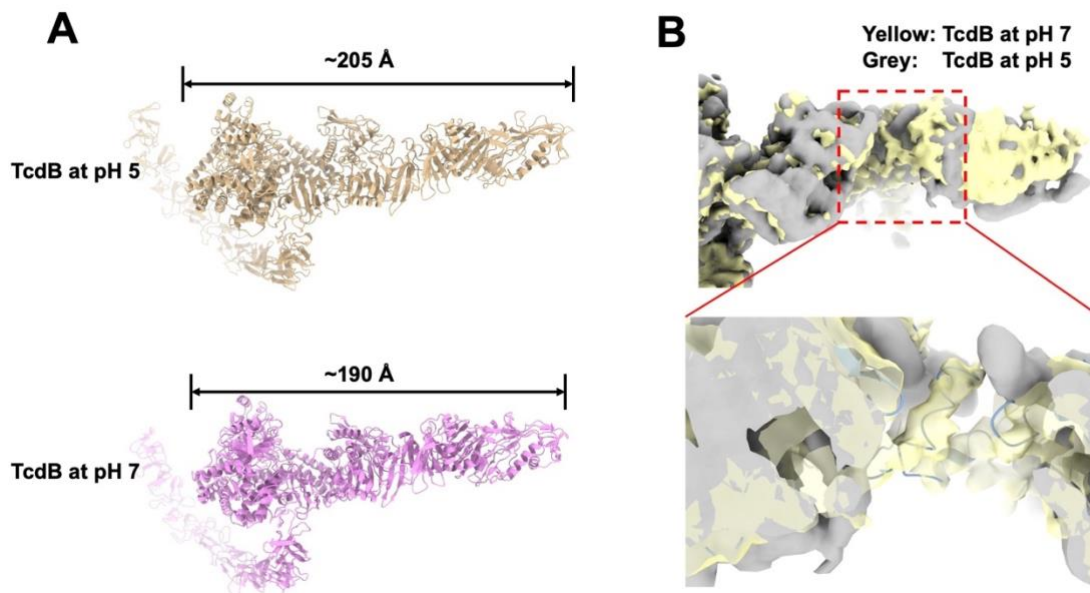 A
~205 Å
TcdB at pH 5
~190 Å
TcdB at pH 7
B
Yellow: TcdB at pH 7
Grey: TcdB at pH 5